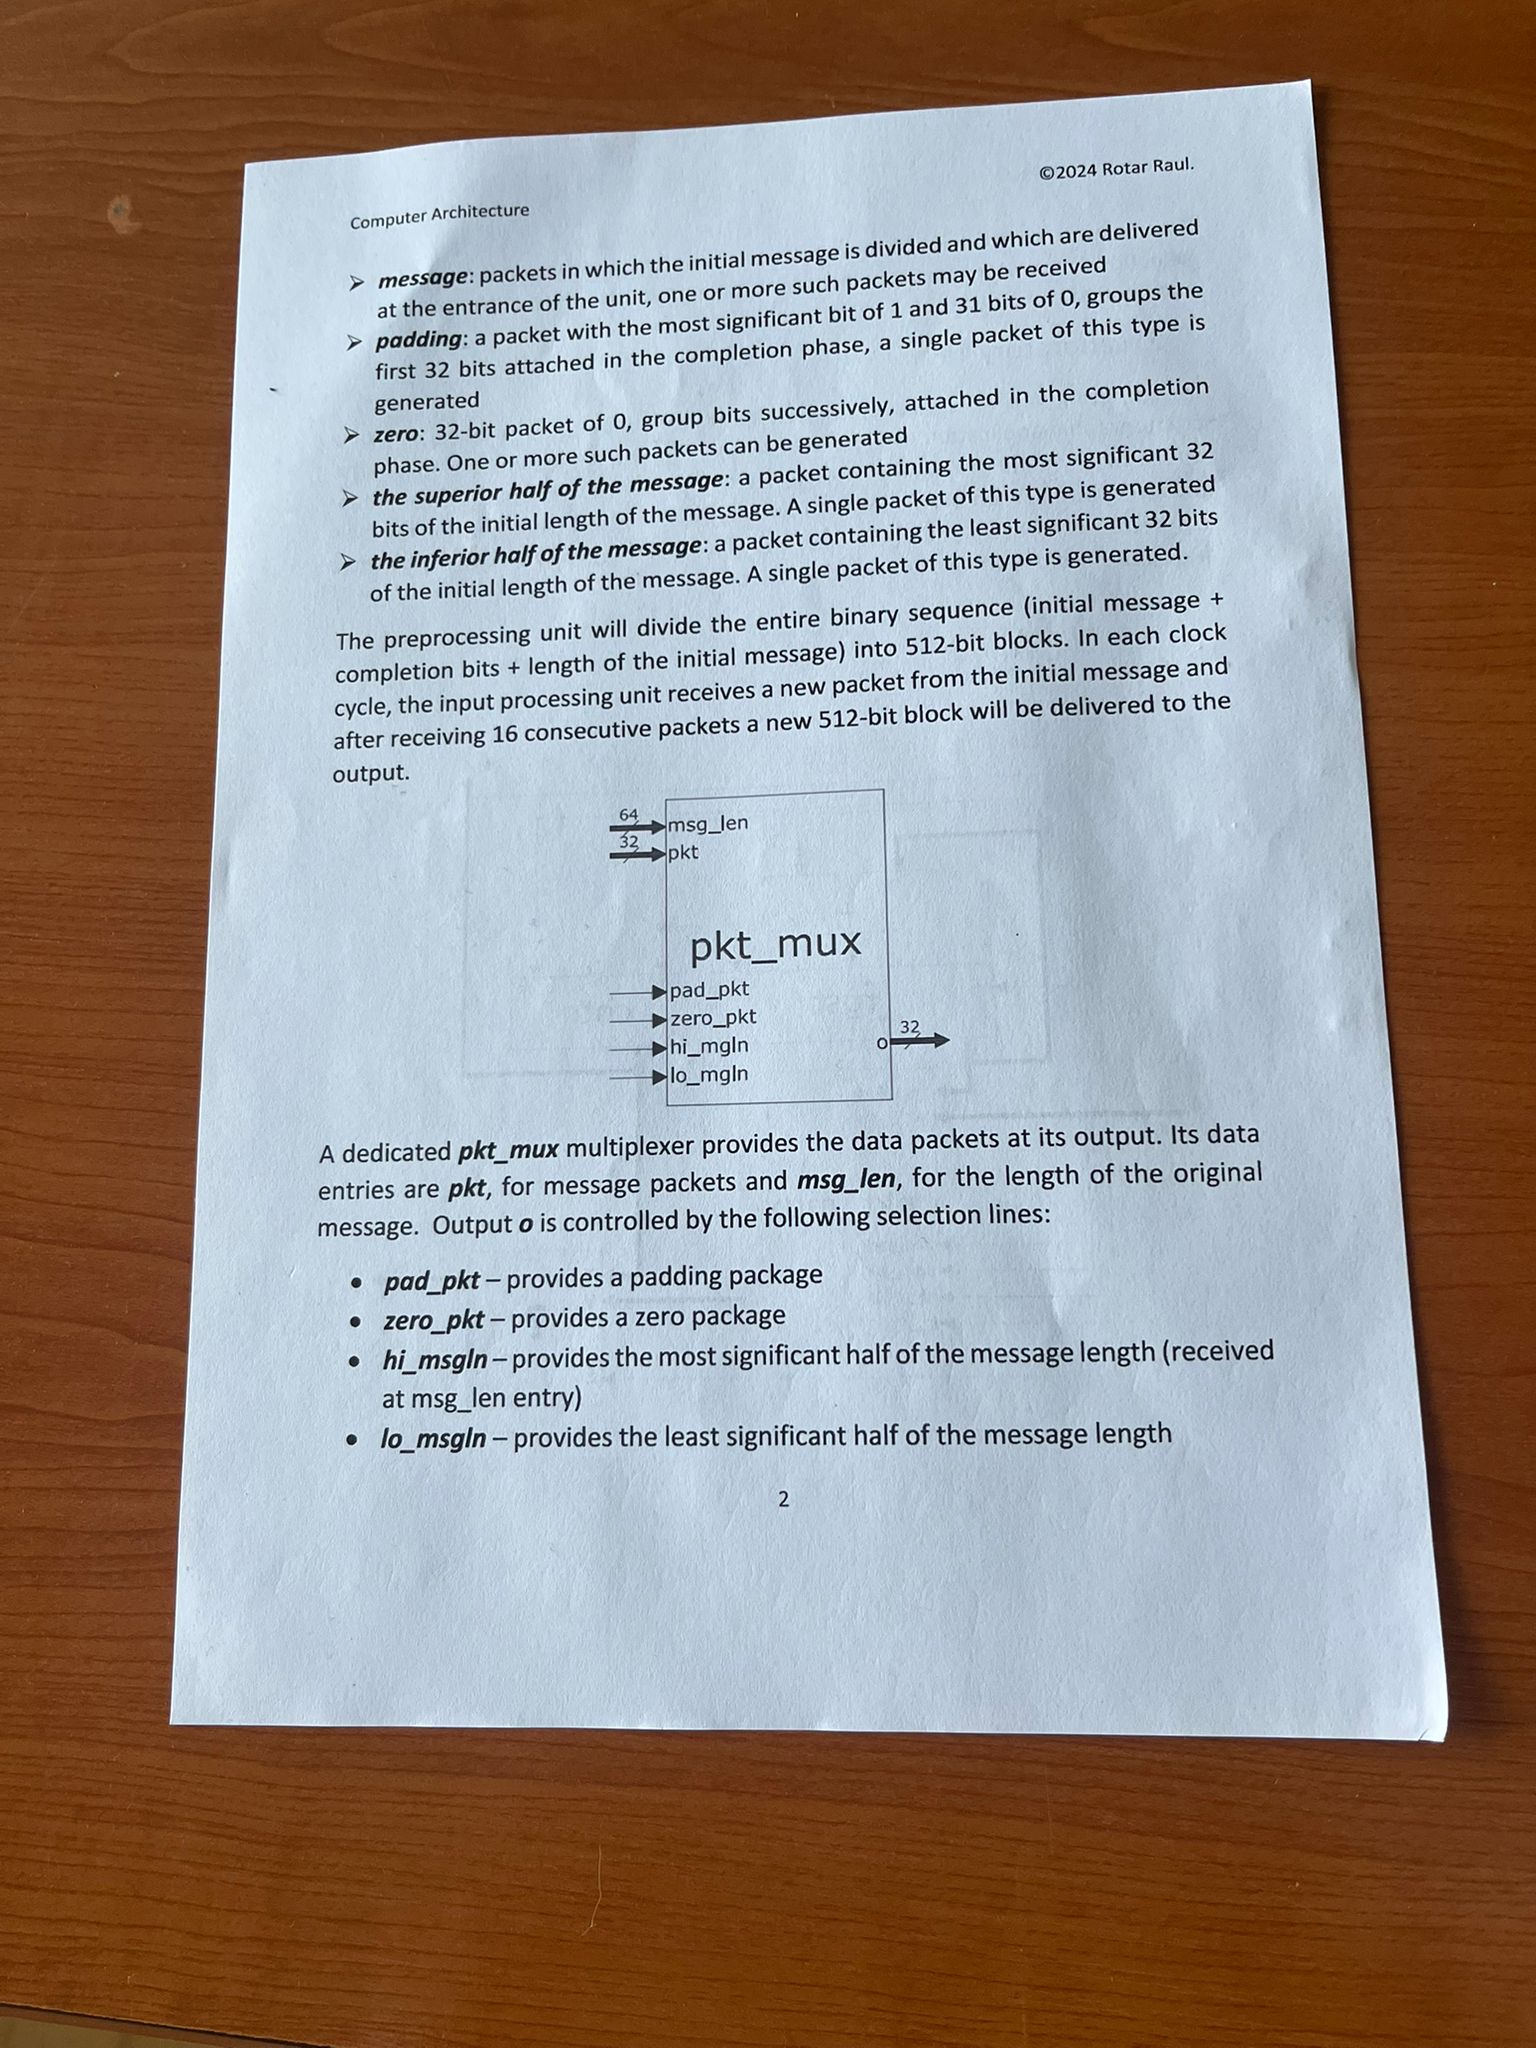 ©2024 Rotar Raul.
Computer Architecture
➢ message: packets in which the initial message is divided and which are delivered
at the entrance of the unit, one or more such packets may be received
➢ padding: a packet with the most significant bit of 1 and 31 bits of 0, groups the
first 32 bits attached in the completion phase, a single packet of this type is
generated
➢ zero: 32-bit packet of 0, group bits successively, attached in the completion
phase. One or more such packets can be generated
➢ the superior half of the message: a packet containing the most significant 32
bits of the initial length of the message. A single packet of this type is generated
➢ the inferior half of the message: a packet containing the least significant 32 bits
of the initial length of the message. A single packet of this type is generated.
The preprocessing unit will divide the entire binary sequence (initial message +
completion bits + length of the initial message) into 512-bit blocks. In each clock
cycle, the input processing unit receives a new packet from the initial message and
after receiving 16 consecutive packets a new 512-bit block will be delivered to the
output.
64
msg_len
32
pkt
pkt_mux
pad_pkt
zero_pkt
hi_mgln
lo_mgln
o
32
A dedicated pkt_mux multiplexer provides the data packets at its output. Its data
entries are pkt, for message packets and msg_len, for the length of the original
message. Output o is controlled by the following selection lines:
• pad_pkt – provides a padding package
• zero_pkt – provides a zero package
• hi_msgln – provides the most significant half of the message length (received
at msg_len entry)
• lo_msgln – provides the least significant half of the message length
2